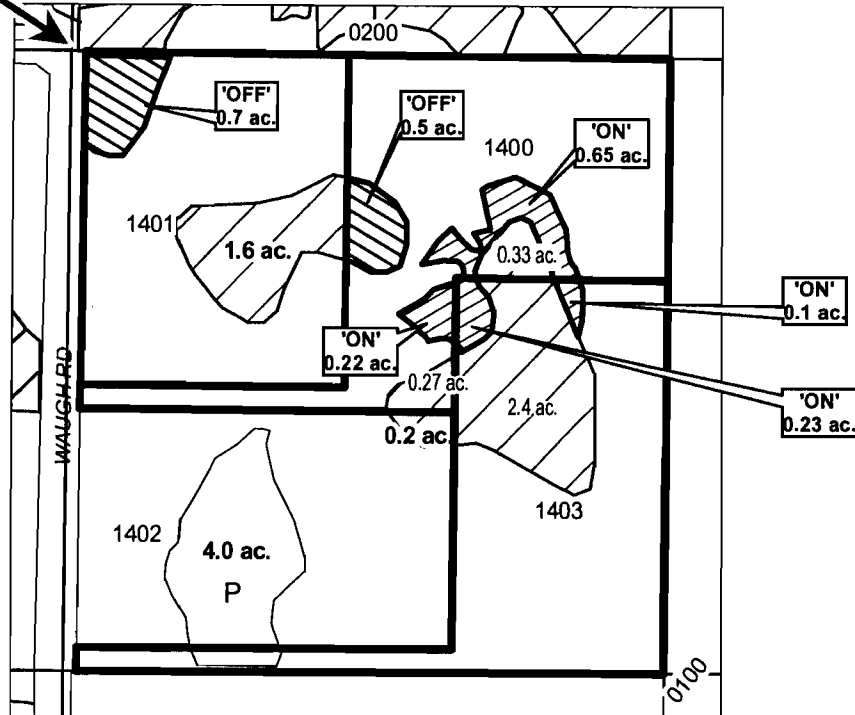 0200
'OFF'
0.7 ac.
'OFF'
0.5 ac.
'ON'
0.65 ac.
1400
1401
1.6 ac.
0.33 ac.
'ON'
0.1 ac.
'ON'
0.22 ac.
0.27 ac.
'ON'
0.23 ac.
2.4 ac.
0.2 ac.
WAUGH RD
1403
1402
4.0 ac.
P
0100